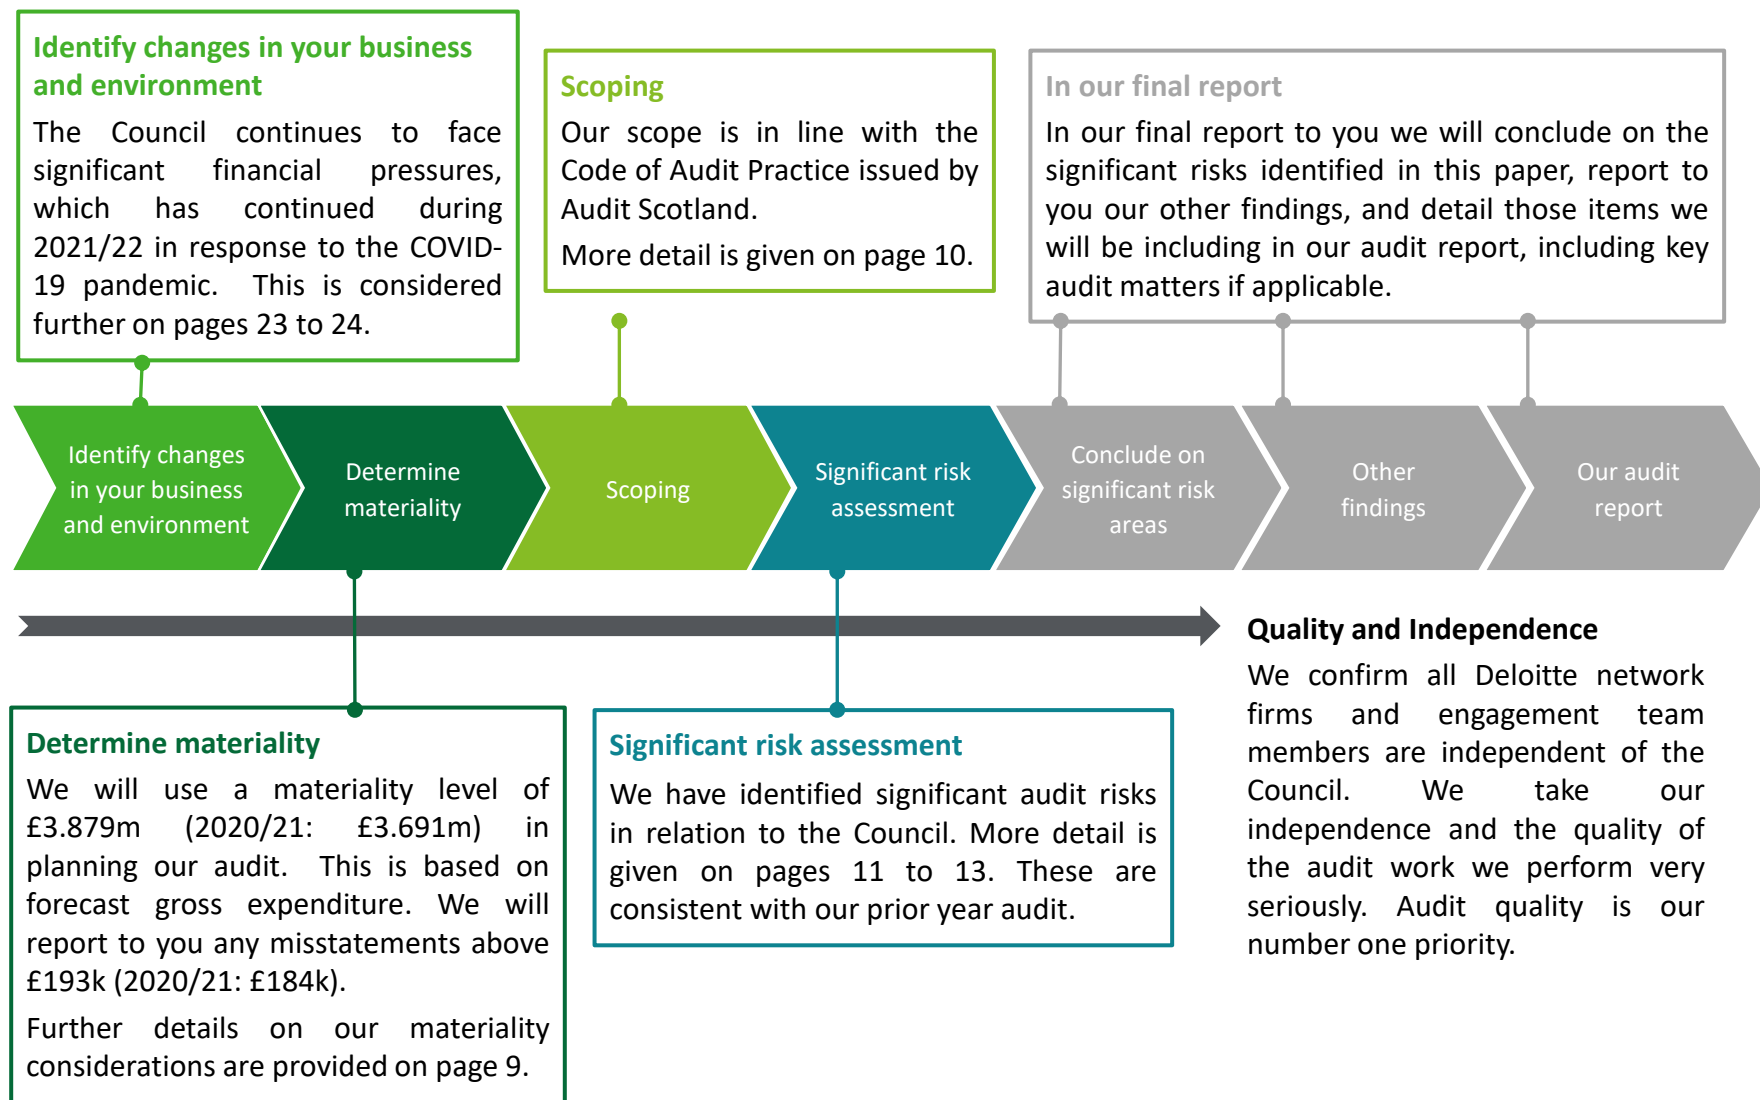 Identify changes in your business
and environment
The Council continues to face
significant financial pressures,
which has continued during
2021/22 in response to the COVID-
19 pandemic. This is considered
further on pages 23 to 24.
Scoping
Our scope is in line with the
Code of Audit Practice issued by
Audit Scotland.
More detail is given on page 10.
In our final report
In our final report to you we will conclude on the
significant risks identified in this paper, report to
you our other findings, and detail those items we
will be including in our audit report, including key
audit matters if applicable.
Identify changes
in your business
and environment
Determine
materiality
Scoping
Significant risk
assessment
Conclude on
significant risk
areas
Other
findings
Our audit
report
Determine materiality
We will use a materiality level of
£3.879m (2020/21: £3.691m) in
planning our audit. This is based on
forecast gross expenditure. We will
report to you any misstatements above
£193k (2020/21: £184k).
Further details on our materiality
considerations are provided on page 9.
Significant risk assessment
We have identified significant audit risks
in relation to the Council. More detail is
given on pages 11 to 13. These are
consistent with our prior year audit.
Quality and Independence
We confirm all Deloitte network
firms and engagement team
members are independent of the
Council. We take our
independence and the quality of
the audit work we perform very
seriously. Audit quality is our
number one priority.